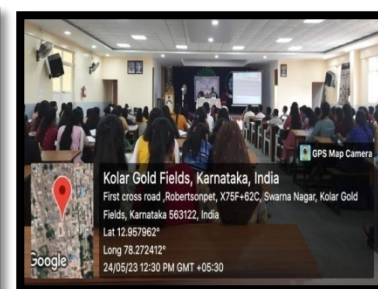 GPS Map Camera
Kolar Gold Fields, Karnataka, India
First cross road ,Robertsonpet, X75F+62C, Swarna Nagar, Kolar Gold
Fields, Karnataka 563122, India
Lat 12.957962°
Long 78.272412°
24/05/23 12:30 PM GMT +05:30
Google